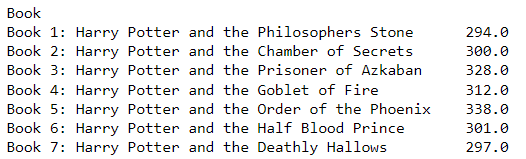 Book
Book 1: Harry Potter and the Philosophers Stone 294.0
Book 2: Harry Potter and the Chamber of Secrets 300.0
Book 3: Harry Potter and the Prisoner of Azkaban 328.0
Book 4: Harry Potter and the Goblet of Fire 312.0
Book 5: Harry Potter and the Order of the Phoenix 338.0
Book 6: Harry Potter and the Half Blood Prince 301.0
Book 7: Harry Potter and the Deathly Hallows 297.0